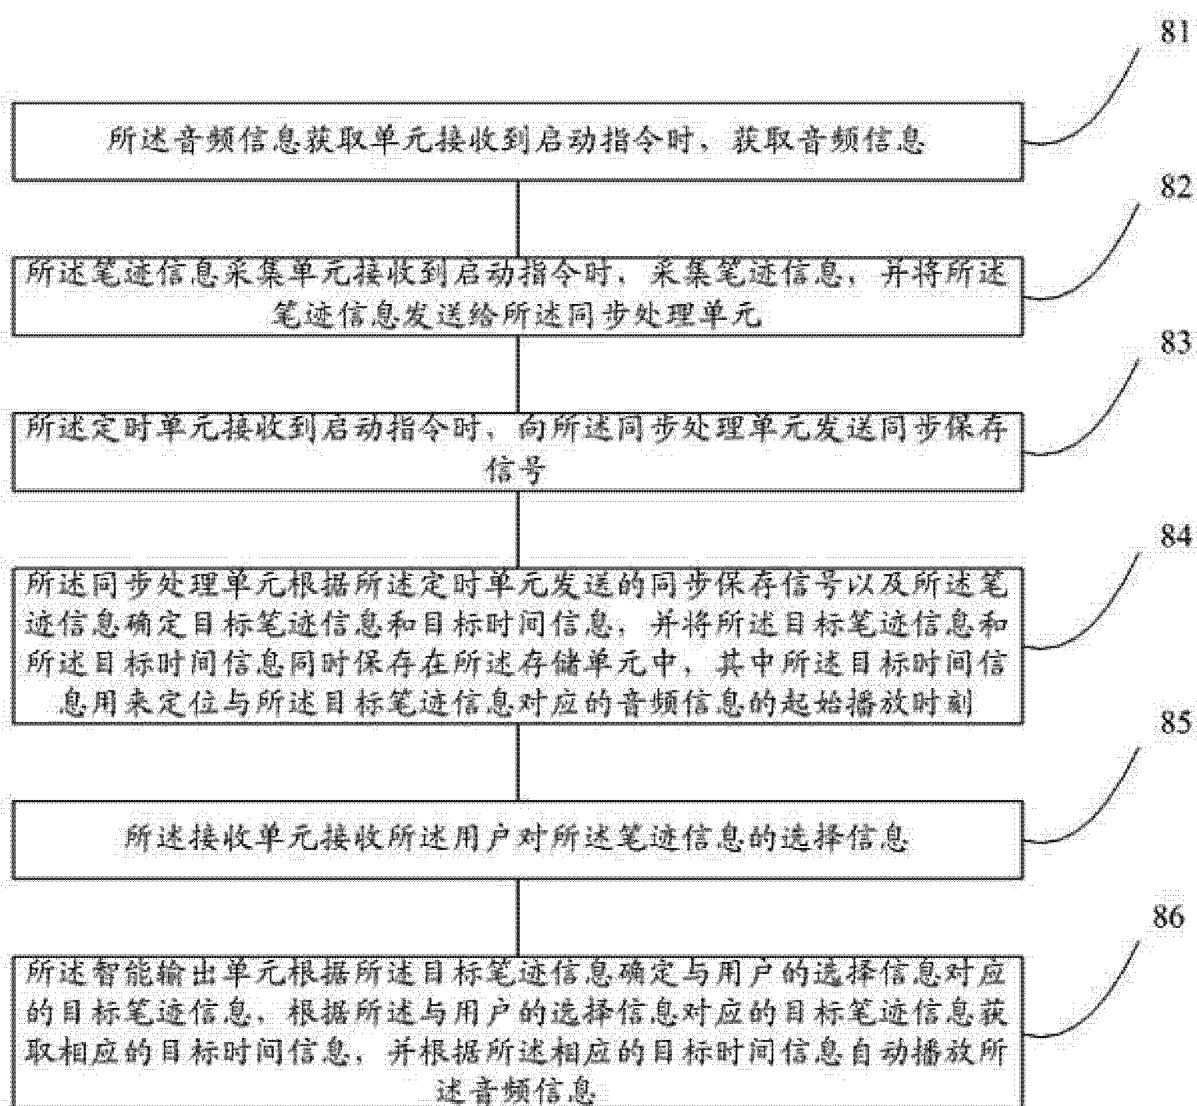 81
所述音频信息获取单元接收到启动指令时，获取音频信息
82
所述笔迹信息采集单元接收到启动指令时，采集笔迹信息，并将所述
笔迹信息发送给所述同步处理单元
83
所述定时单元接收到启动指令时，向所述同步处理单元发送同步保存
信号
84
所述同步处理单元根据所述定时单元发送的同步保存信号以及所述笔
迹信息确定目标笔迹信息和目标时间信息，并将所述目标笔迹信息和
所述目标时间信息同时保存在所述存储单元中，其中所述目标时间信
息用来定位与所述目标笔迹信息对应的音频信息的起始播放时刻
85
所述接收单元接收所述用户对所述笔迹信息的选择信息
86
所述智能输出单元根据所述目标笔迹信息确定与用户的选择信息对应
的目标笔迹信息，根据所述与用户的选择信息对应的目标笔迹信息获
取相应的目标时间信息，并根据所述相应的目标时间信息自动播放所
述音频信息